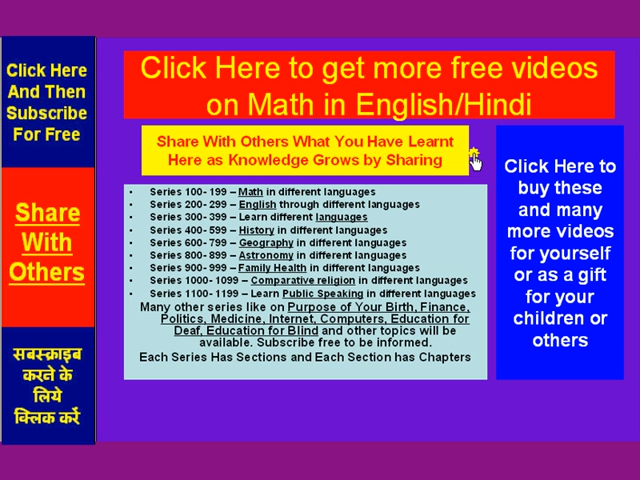 Click Here
And Then
Subscribe
For Free
Share
With
Others
सबस्क्राइब
करने के
लिये
क्लिक करें
Click Here to get more free videos
on Math in English/Hindi
Share With Others What You Have Learnt
Here as Knowledge Grows by Sharing
• Series 100- 199 – Math in different languages
• Series 200- 299 – English through different languages
• Series 300- 399 – Learn different languages
• Series 400- 599 – History in different languages
• Series 600- 799 – Geography in different languages
• Series 800- 899 – Astronomy in different languages
• Series 900- 999 – Family Health in different languages
• Series 1000- 1099 – Comparative religion in different languages
• Series 1100- 1199 – Learn Public Speaking in different languages
Many other series like on Purpose of Your Birth, Finance,
Politics, Medicine, Internet, Computers, Education for
Deaf, Education for Blind and other topics will be
available. Subscribe free to be informed.
Each Series Has Sections and Each Section has Chapters
Click Here to
buy these
and many
more videos
for yourself
or as a gift
for your
children or
others